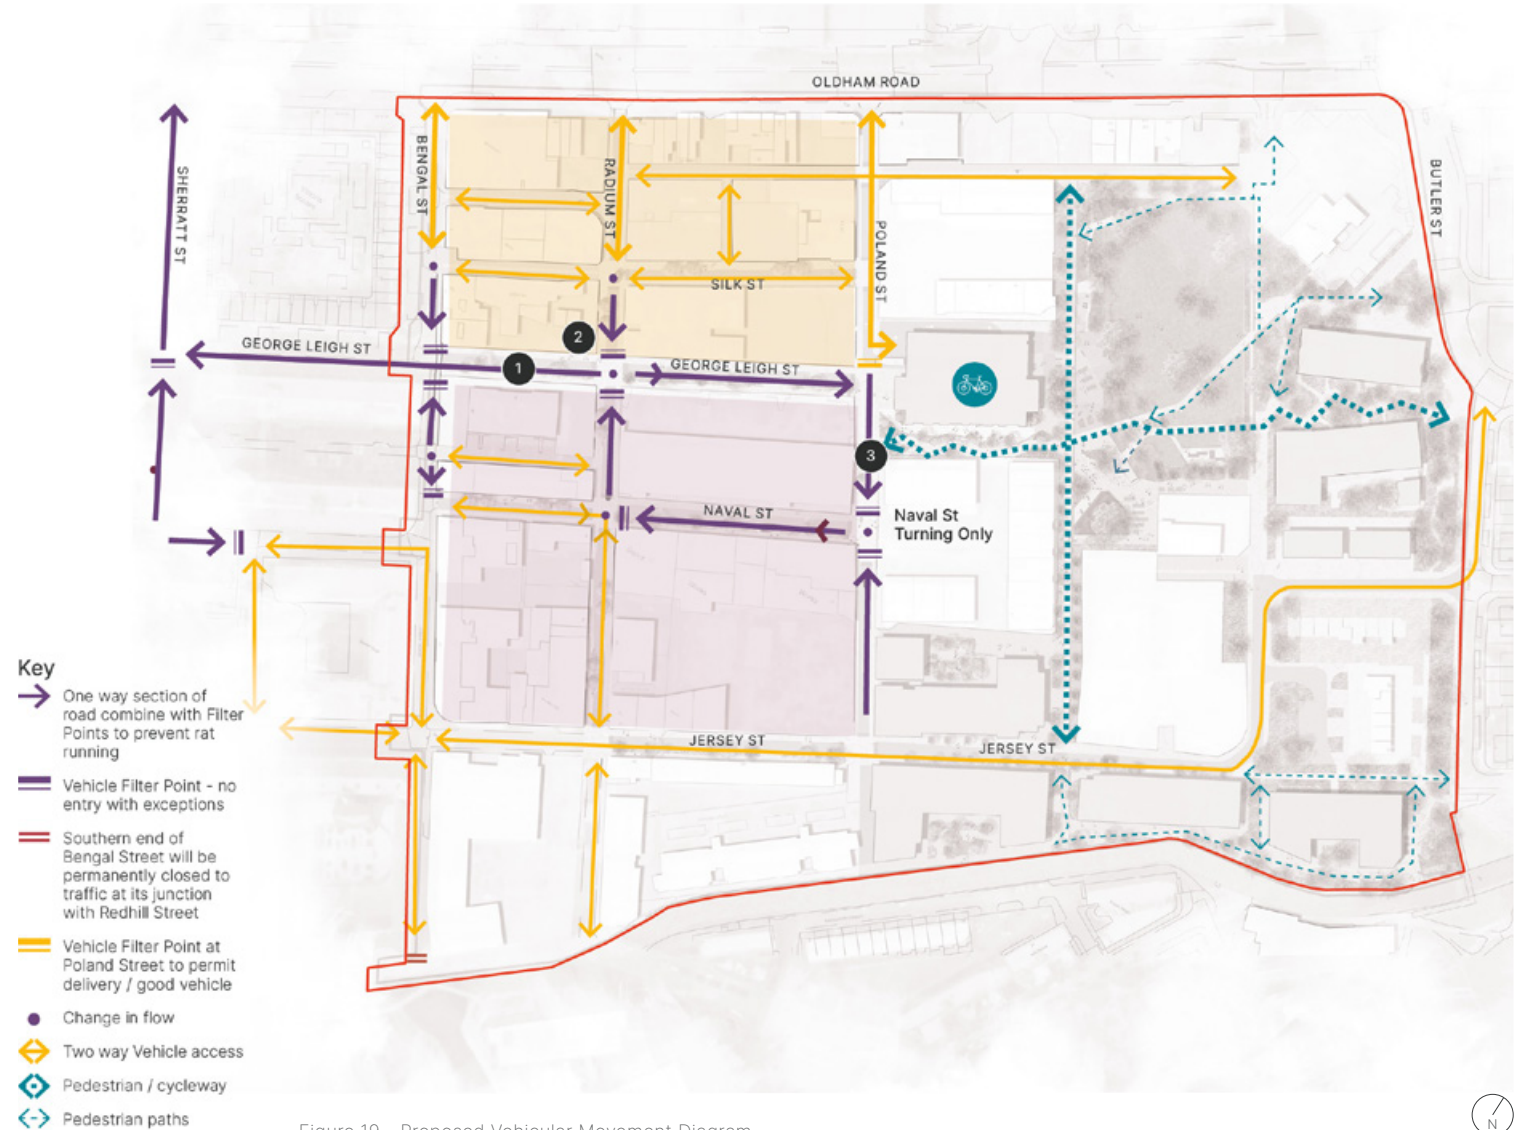 OLDHAM ROAD
SHERRATT ST
BENGAL ST
RADIUM ST
POLAND ST
BUTLER ST
SILK ST
2
GEORGE LEIGH ST
1
GEORGE LEIGH ST
3
NAVAL ST
Naval St
Turning Only
JERSEY ST
JERSEY ST
Key
One way section of
road combine with Filter
Points to prevent rat
running
Vehicle Filter Point - no
entry with exceptions
Southern end of
Bengal Street will be
permanently closed to
traffic at its junction
with Redhill Street
Vehicle Filter Point at
Poland Street to permit
delivery / good vehicle
Change in flow
Two way Vehicle access
Pedestrian / cycleway
Pedestrian paths
Proposed Vehicular Movement Diagram
N